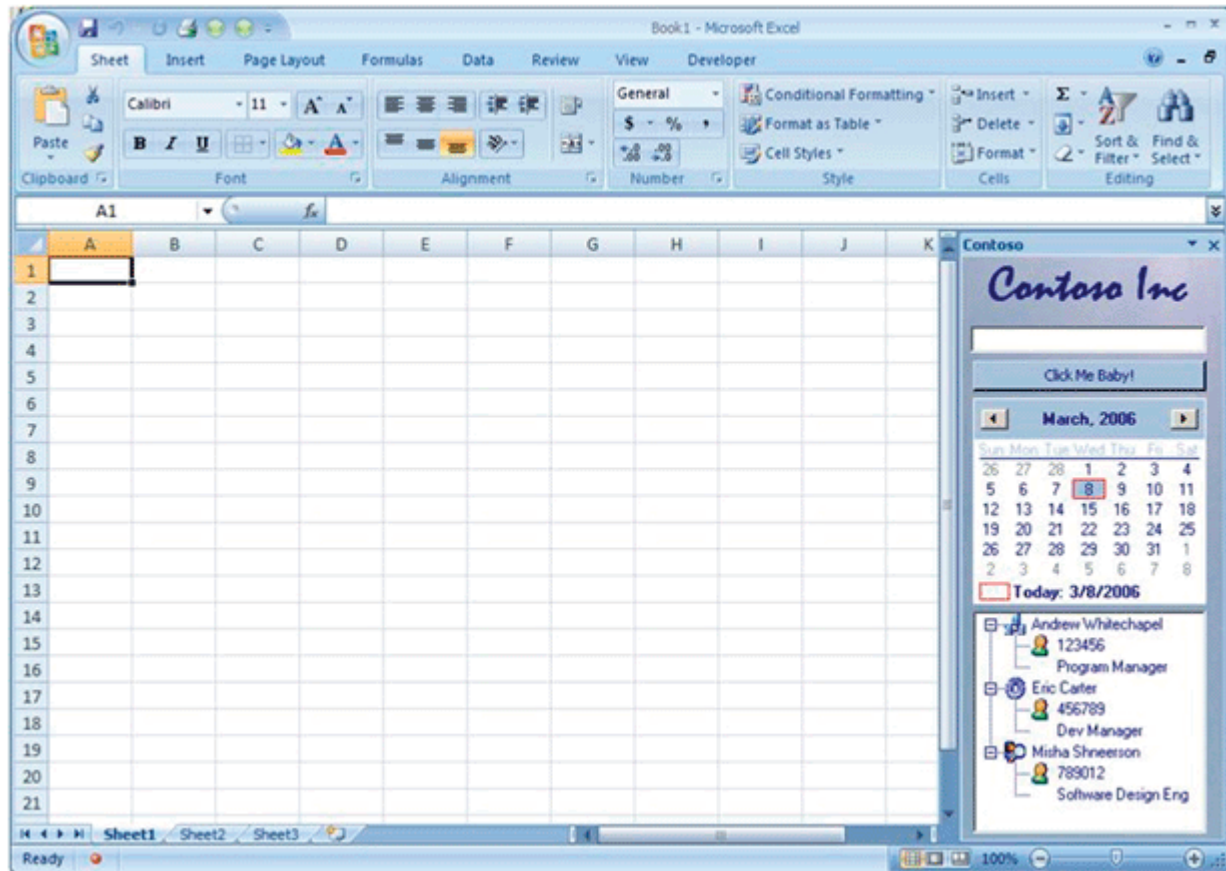 Book1 - Microsoft Excel
Sheet Insert Page Layout Formulas Data Review View Developer
Calibri 11 A A General Conditional Formatting Insert Σ
Paste B I U A $ % , Format as Table Delete Sort & Filter Find & Select
Cell Styles Format
Clipboard Font Alignment Number Style Cells Editing
A1 fx
A B C D E F G H I J K Contoso
1
2
3
4
5
6
7
8
9
10
11
12
13
14
15
16
17
18
19
20
21
Contoso Inc
Click Me Baby!
March, 2006
Sun Mon Tue Wed Thu Fri Sat
26 27 28 1 2 3 4
5 6 7 8 9 10 11
12 13 14 15 16 17 18
19 20 21 22 23 24 25
26 27 28 29 30 31 1
2 3 4 5 6 7 8
Today: 3/8/2006
Andrew Whitechapel
123456
Program Manager
Eric Carter
456789
Dev Manager
Misha Shneerson
789012
Software Design Eng
Sheet1 Sheet2 Sheet3
Ready 100%